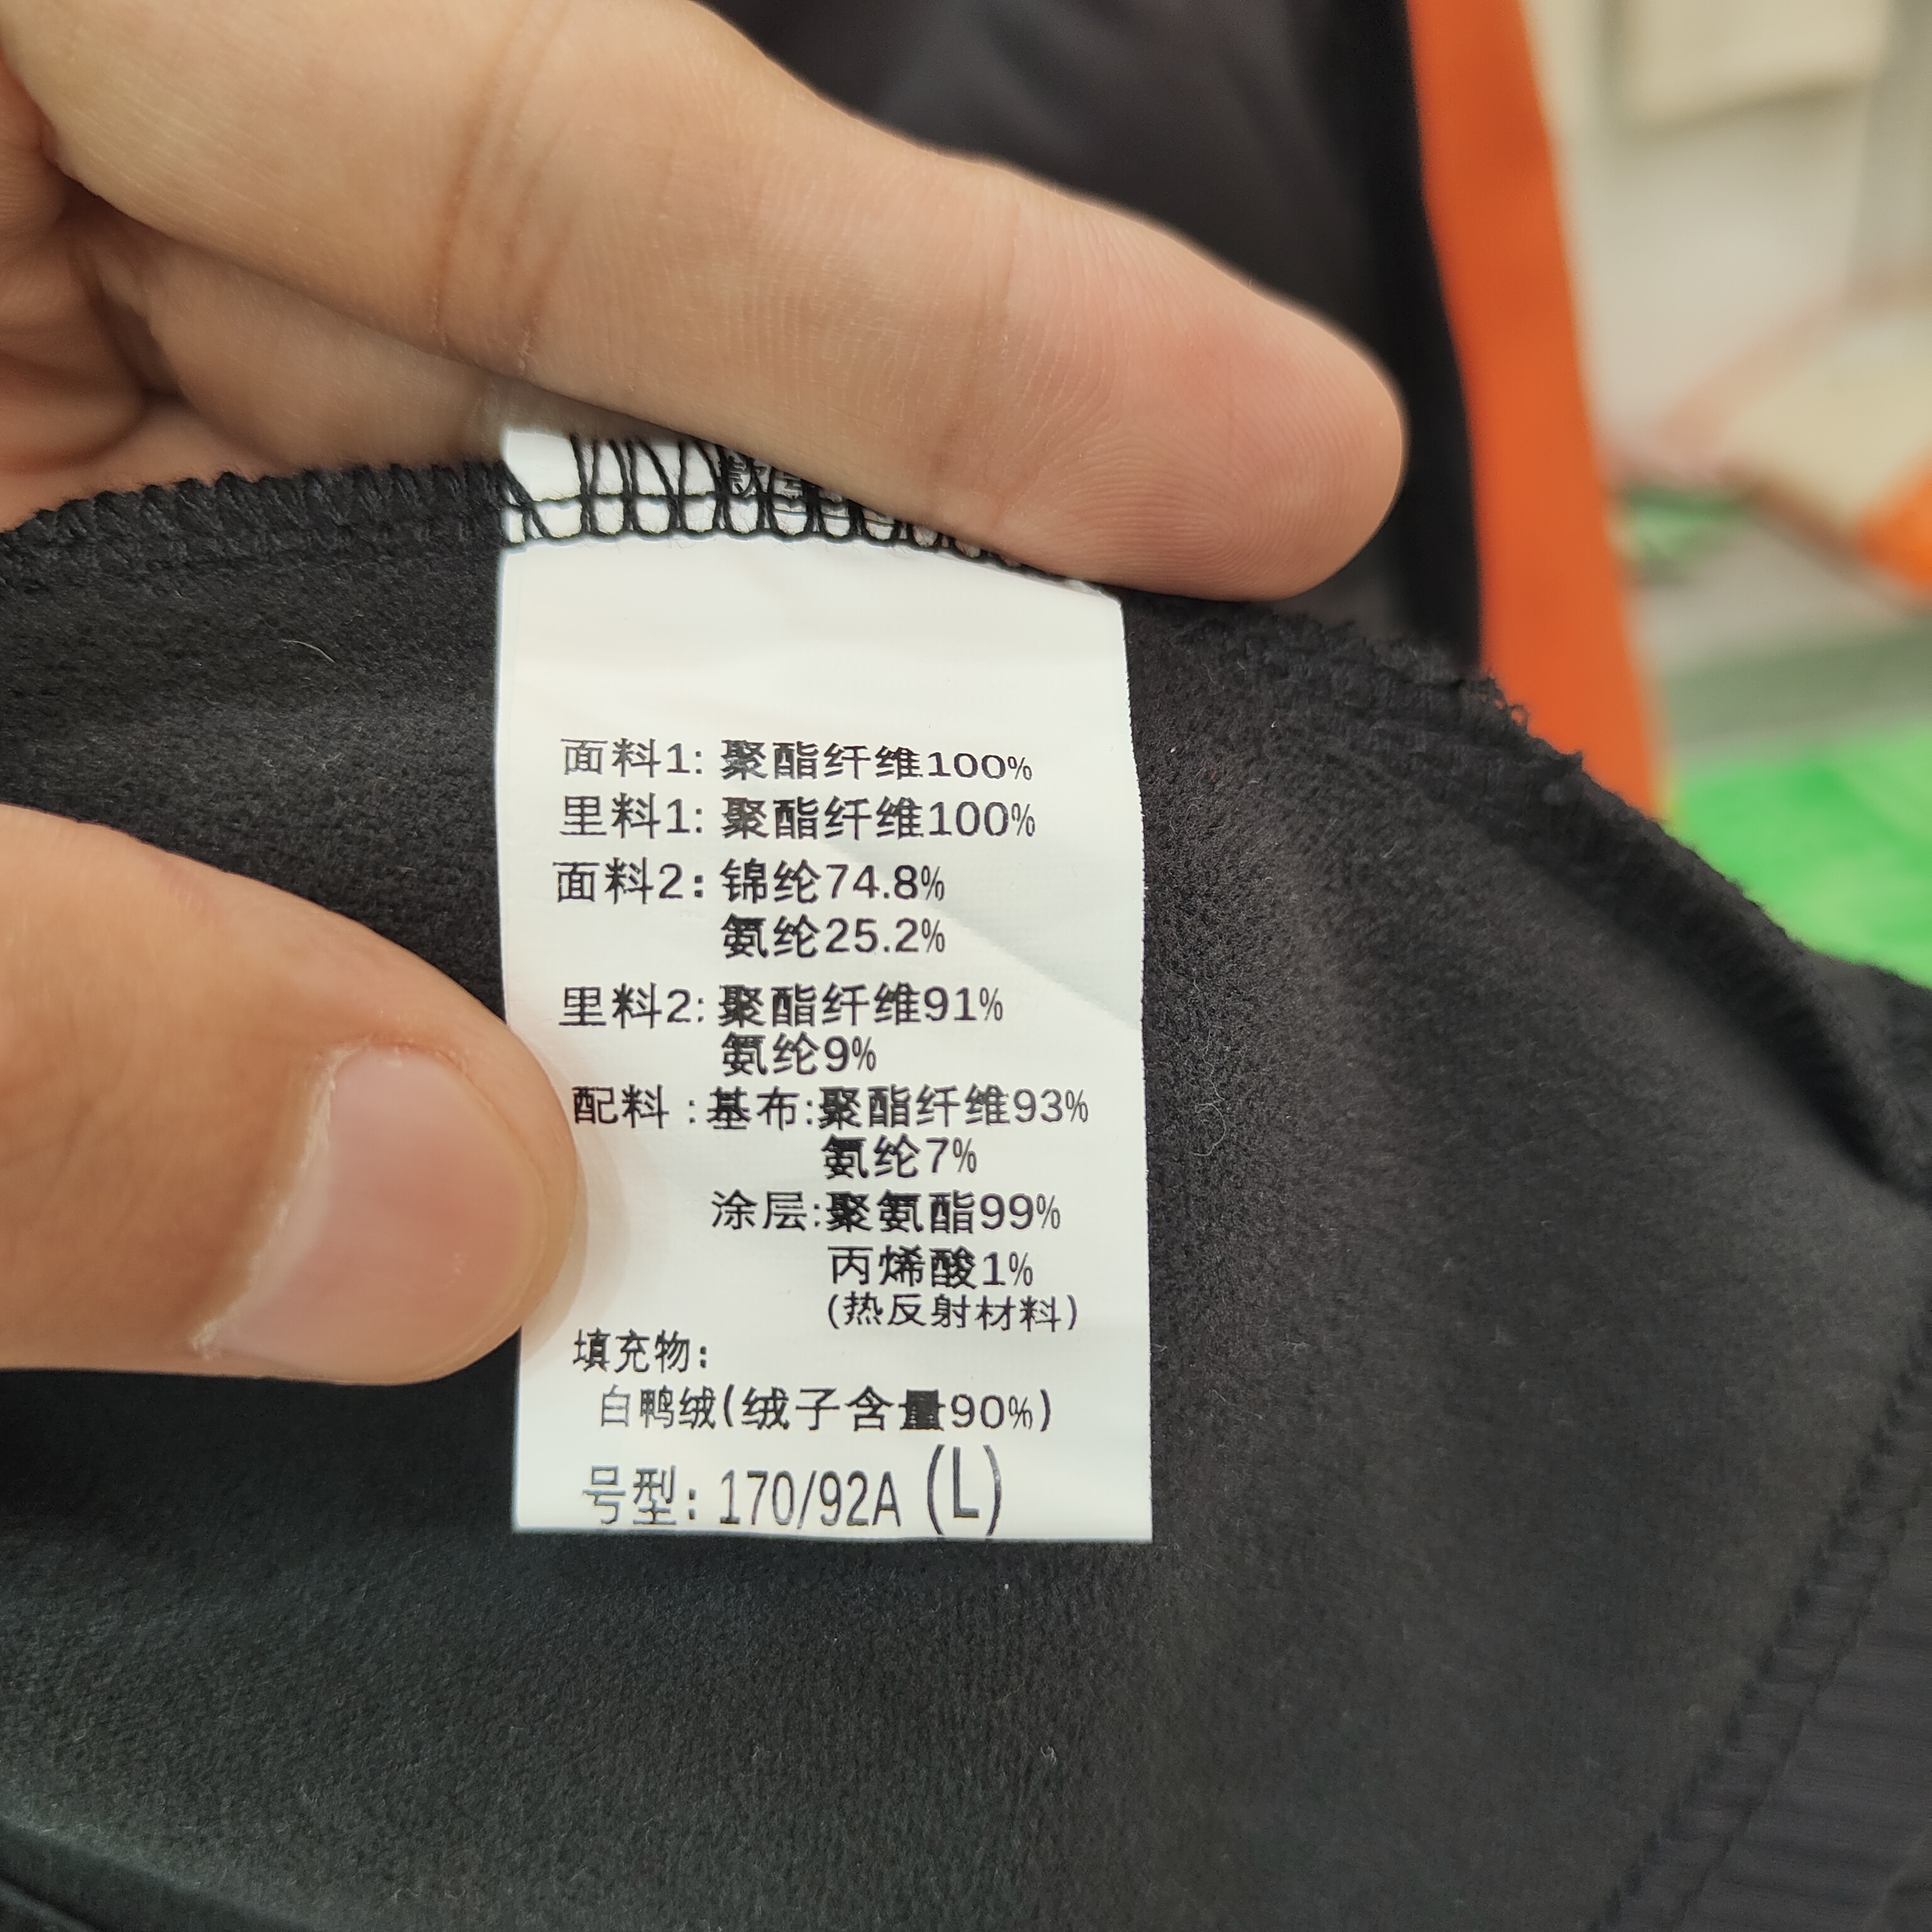 面料1: 聚酯纤维100%
里料1: 聚酯纤维100%
面料2: 锦纶74.8%
氨纶25.2%
里料2: 聚酯纤维91%
氨纶9%
配料 :基布:聚酯纤维93%
氨纶7%
涂层:聚氨酯99%
丙烯酸1%
(热反射材料)
填充物:
白鸭绒(绒子含量90%)
号型: 170/92A (L)